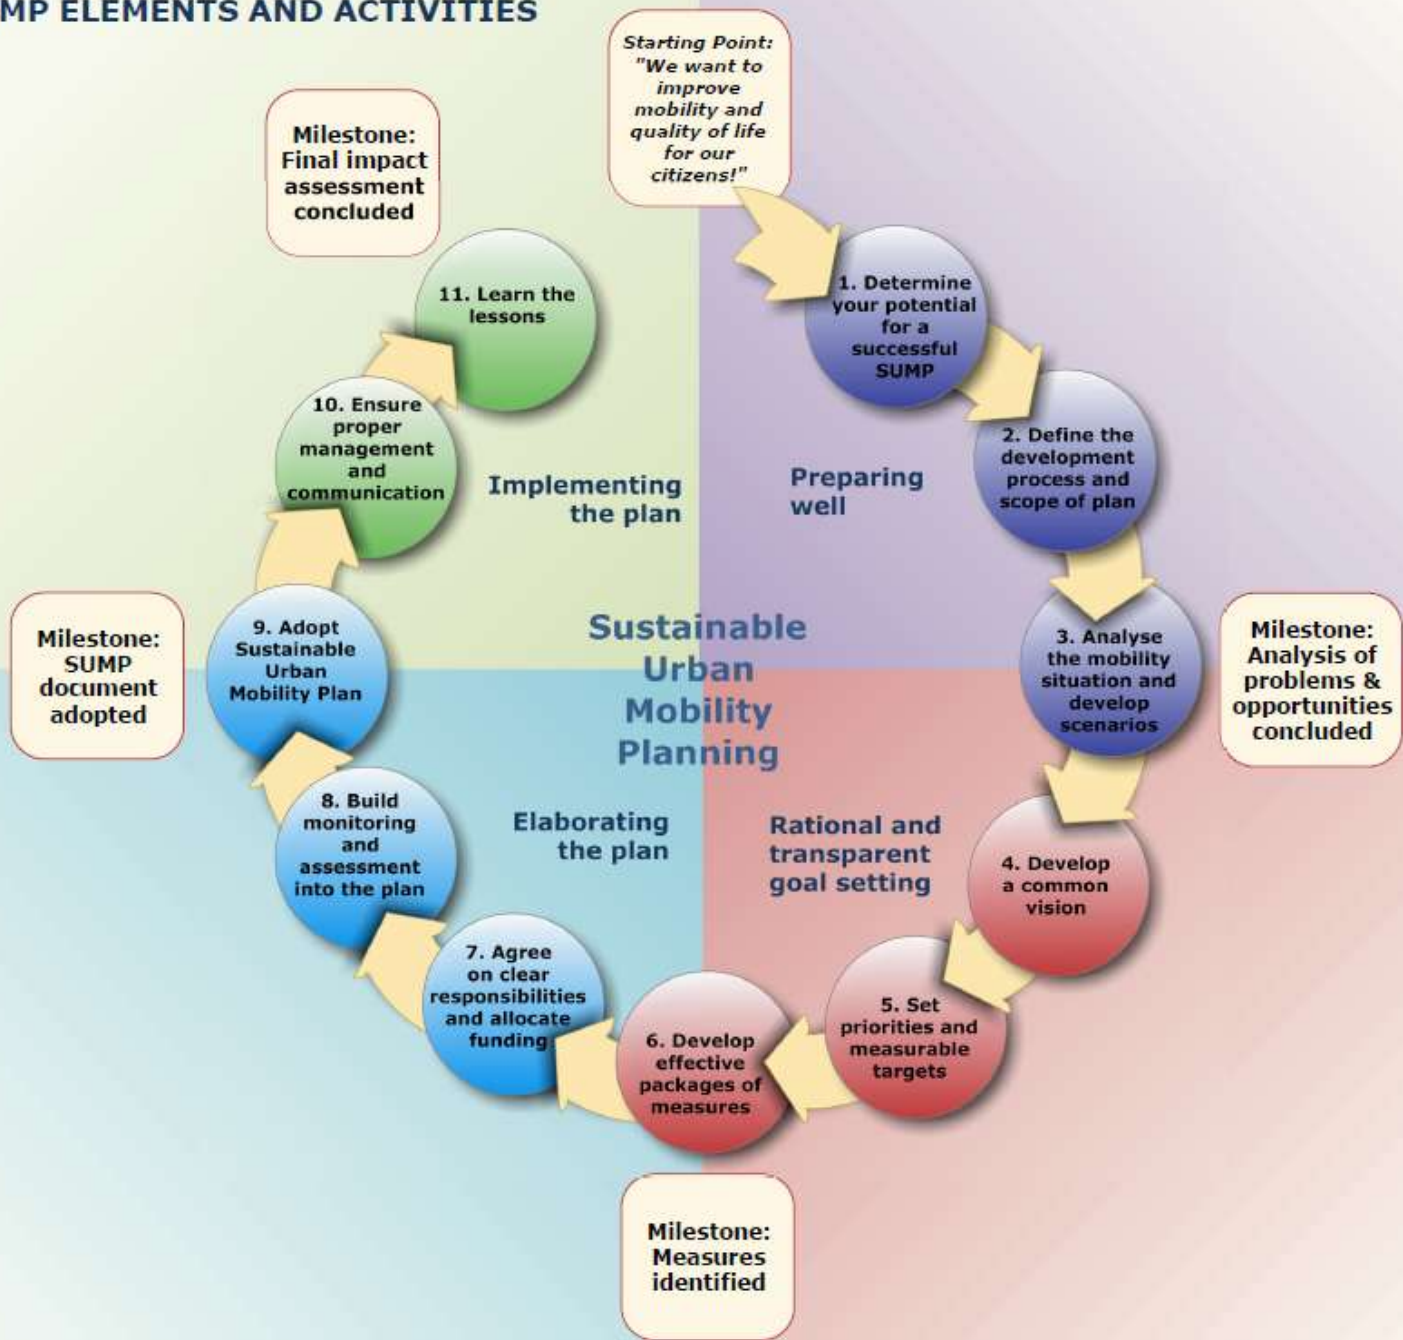 MP ELEMENTS AND ACTIVITIES
Starting Point:
"We want to
improve
mobility and
quality of life
for our
citizens!"
Milestone:
Final impact
assessment
concluded
1. Determine
your potential
for a
successful
SUMP
2. Define the
development
process and
scope of plan
3. Analyse
the mobility
situation and
develop
scenarios
Milestone:
Analysis of
problems &
opportunities
concluded
4. Develop
a common
vision
5. Set
priorities and
measurable
targets
6. Develop
effective
packages of
measures
Milestone:
Measures
identified
7. Agree
on clear
responsibilities
and allocate
funding
8. Build
monitoring
and
assessment
into the plan
9. Adopt
Sustainable
Urban
Mobility Plan
Milestone:
SUMP
document
adopted
10. Ensure
proper
management
and
communication
11. Learn the
lessons
Implementing
the plan
Preparing
well
Sustainable
Urban
Mobility
Planning
Elaborating
the plan
Rational and
transparent
goal setting